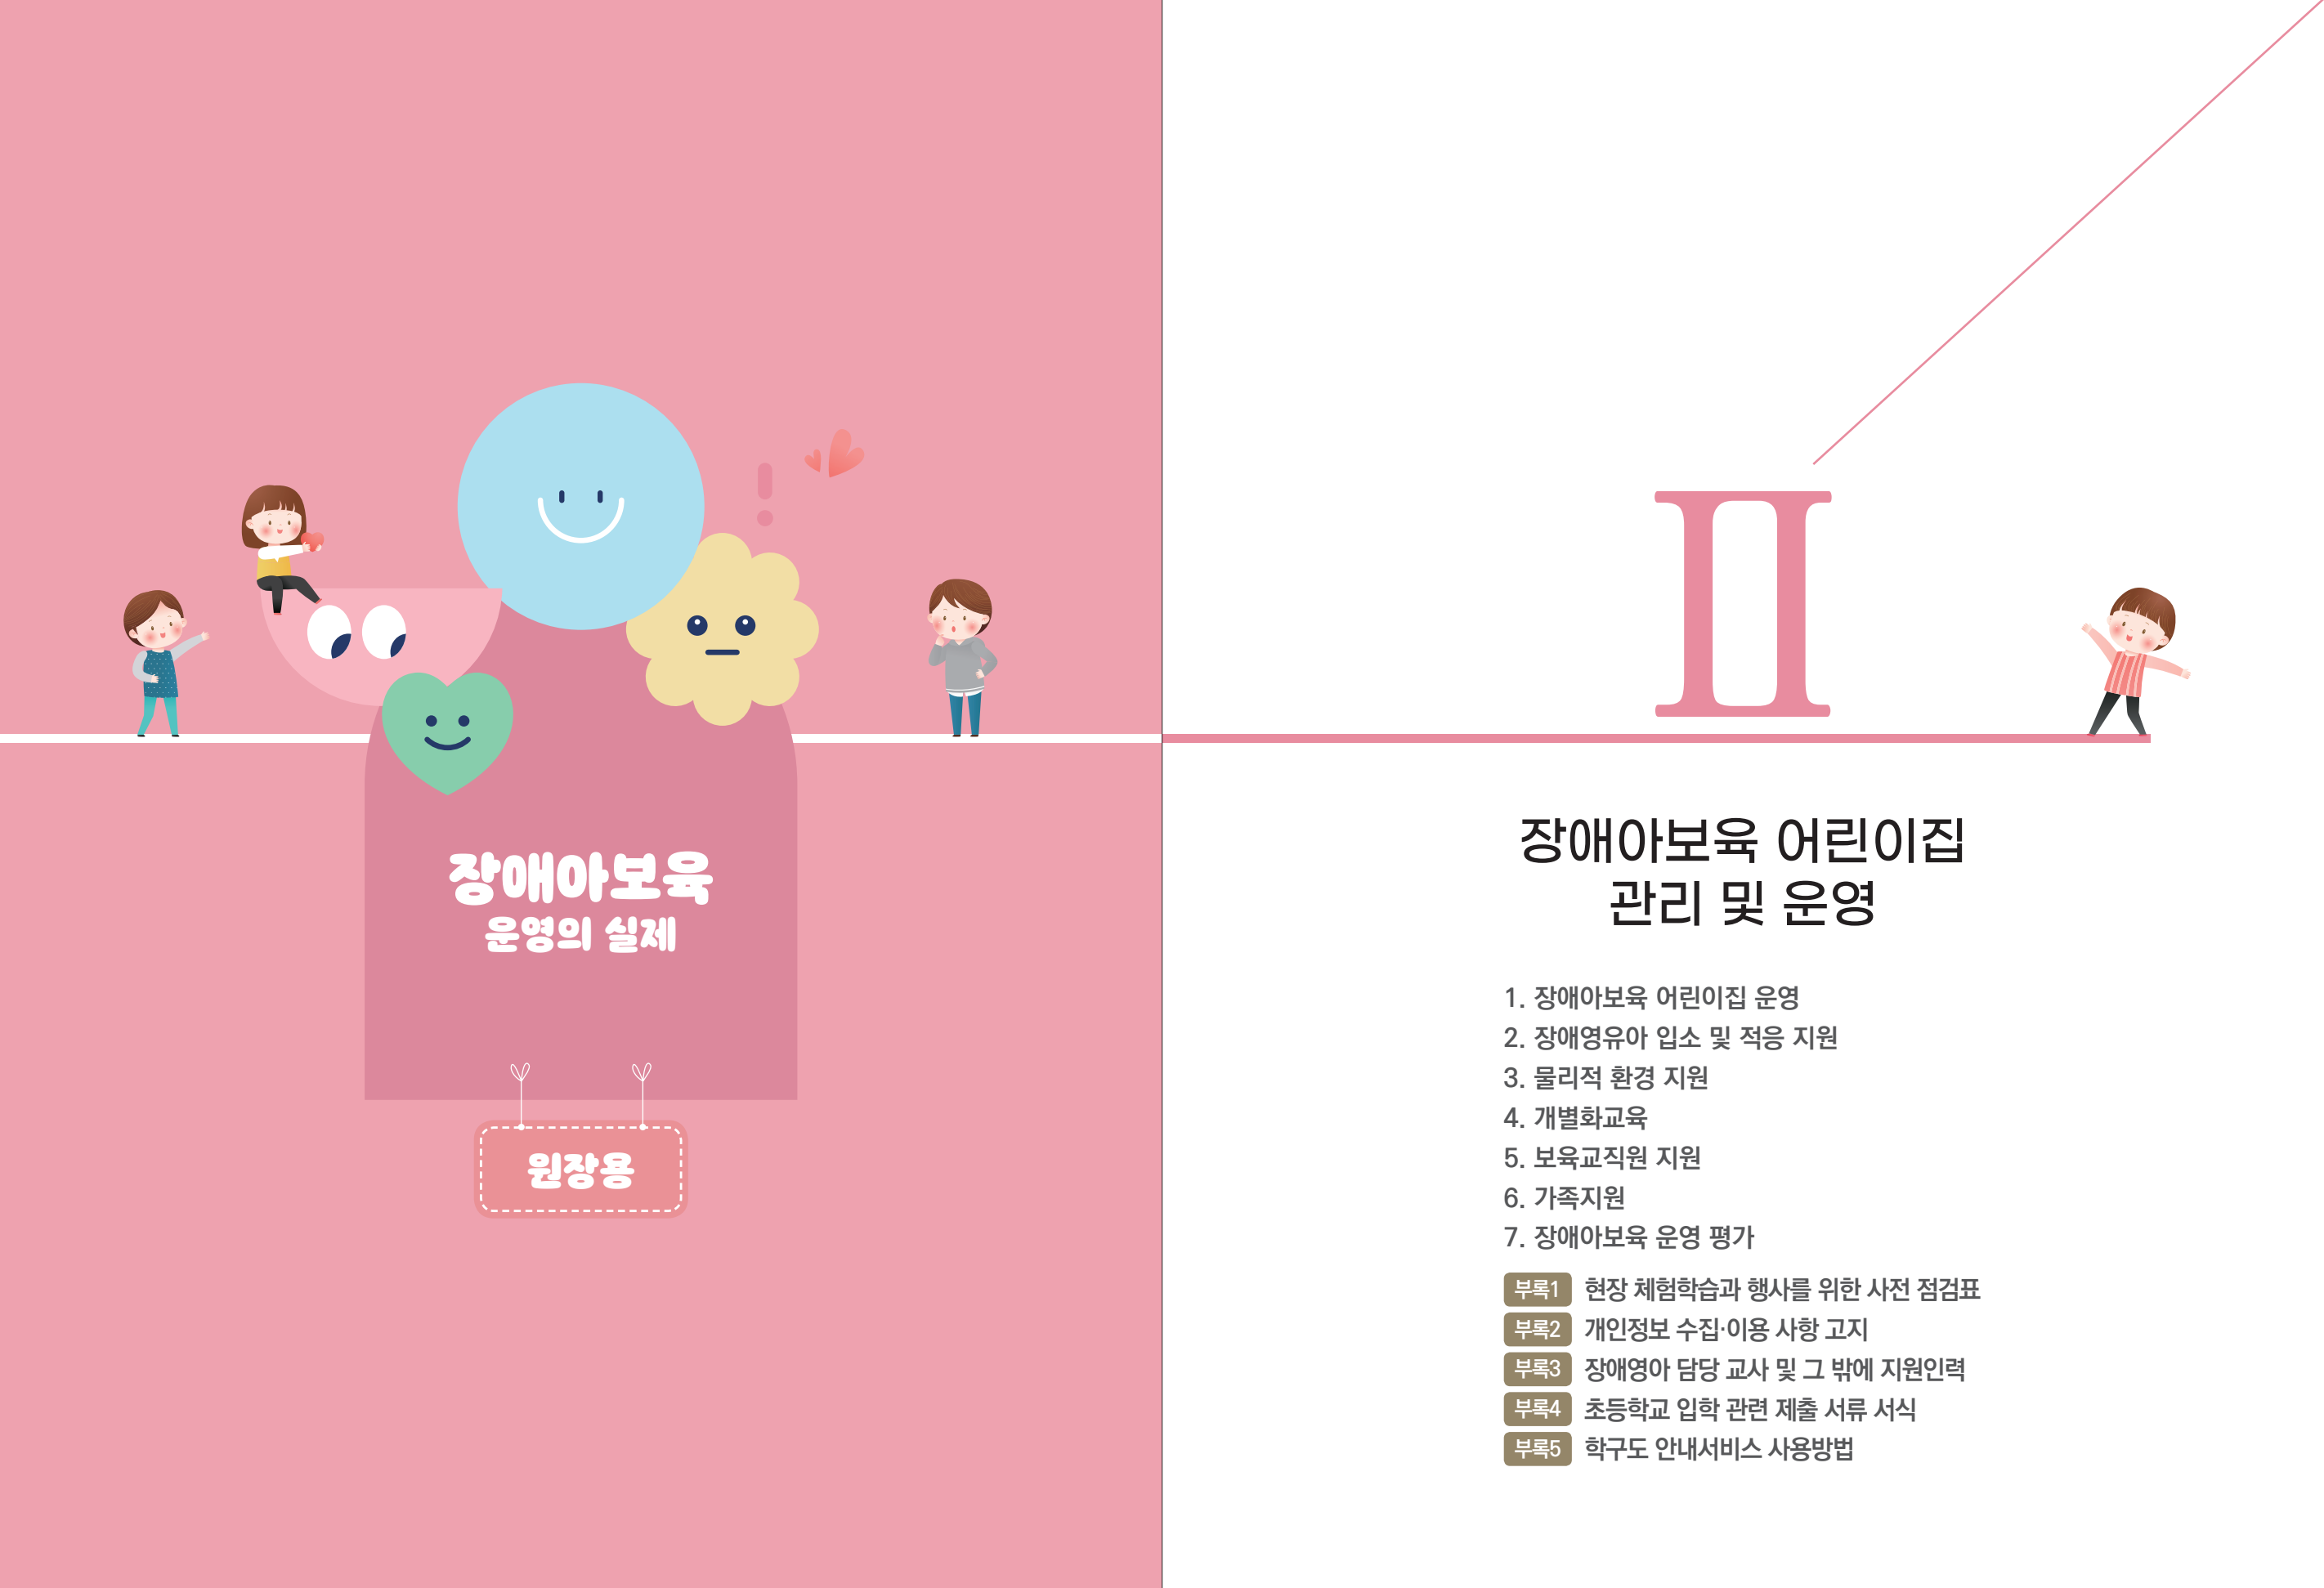 장애아보육
운영의 실제
원장용
Ⅱ
장애아보육 어린이집
관리 및 운영
1. 장애아보육 어린이집 운영
2. 장애영유아 입소 및 적응 지원
3. 물리적 환경 지원
4. 개별화교육
5. 보육교직원 지원
6. 가족지원
7. 장애아보육 운영 평가
부록1 현장 체험학습과 행사를 위한 사전 점검표
부록2 개인정보 수집·이용 사항 고지
부록3 장애영아 담당 교사 및 그 밖에 지원인력
부록4 초등학교 입학 관련 제출 서류 서식
부록5 학구도 안내서비스 사용방법